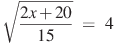 √((2x + 20)/15) = 4